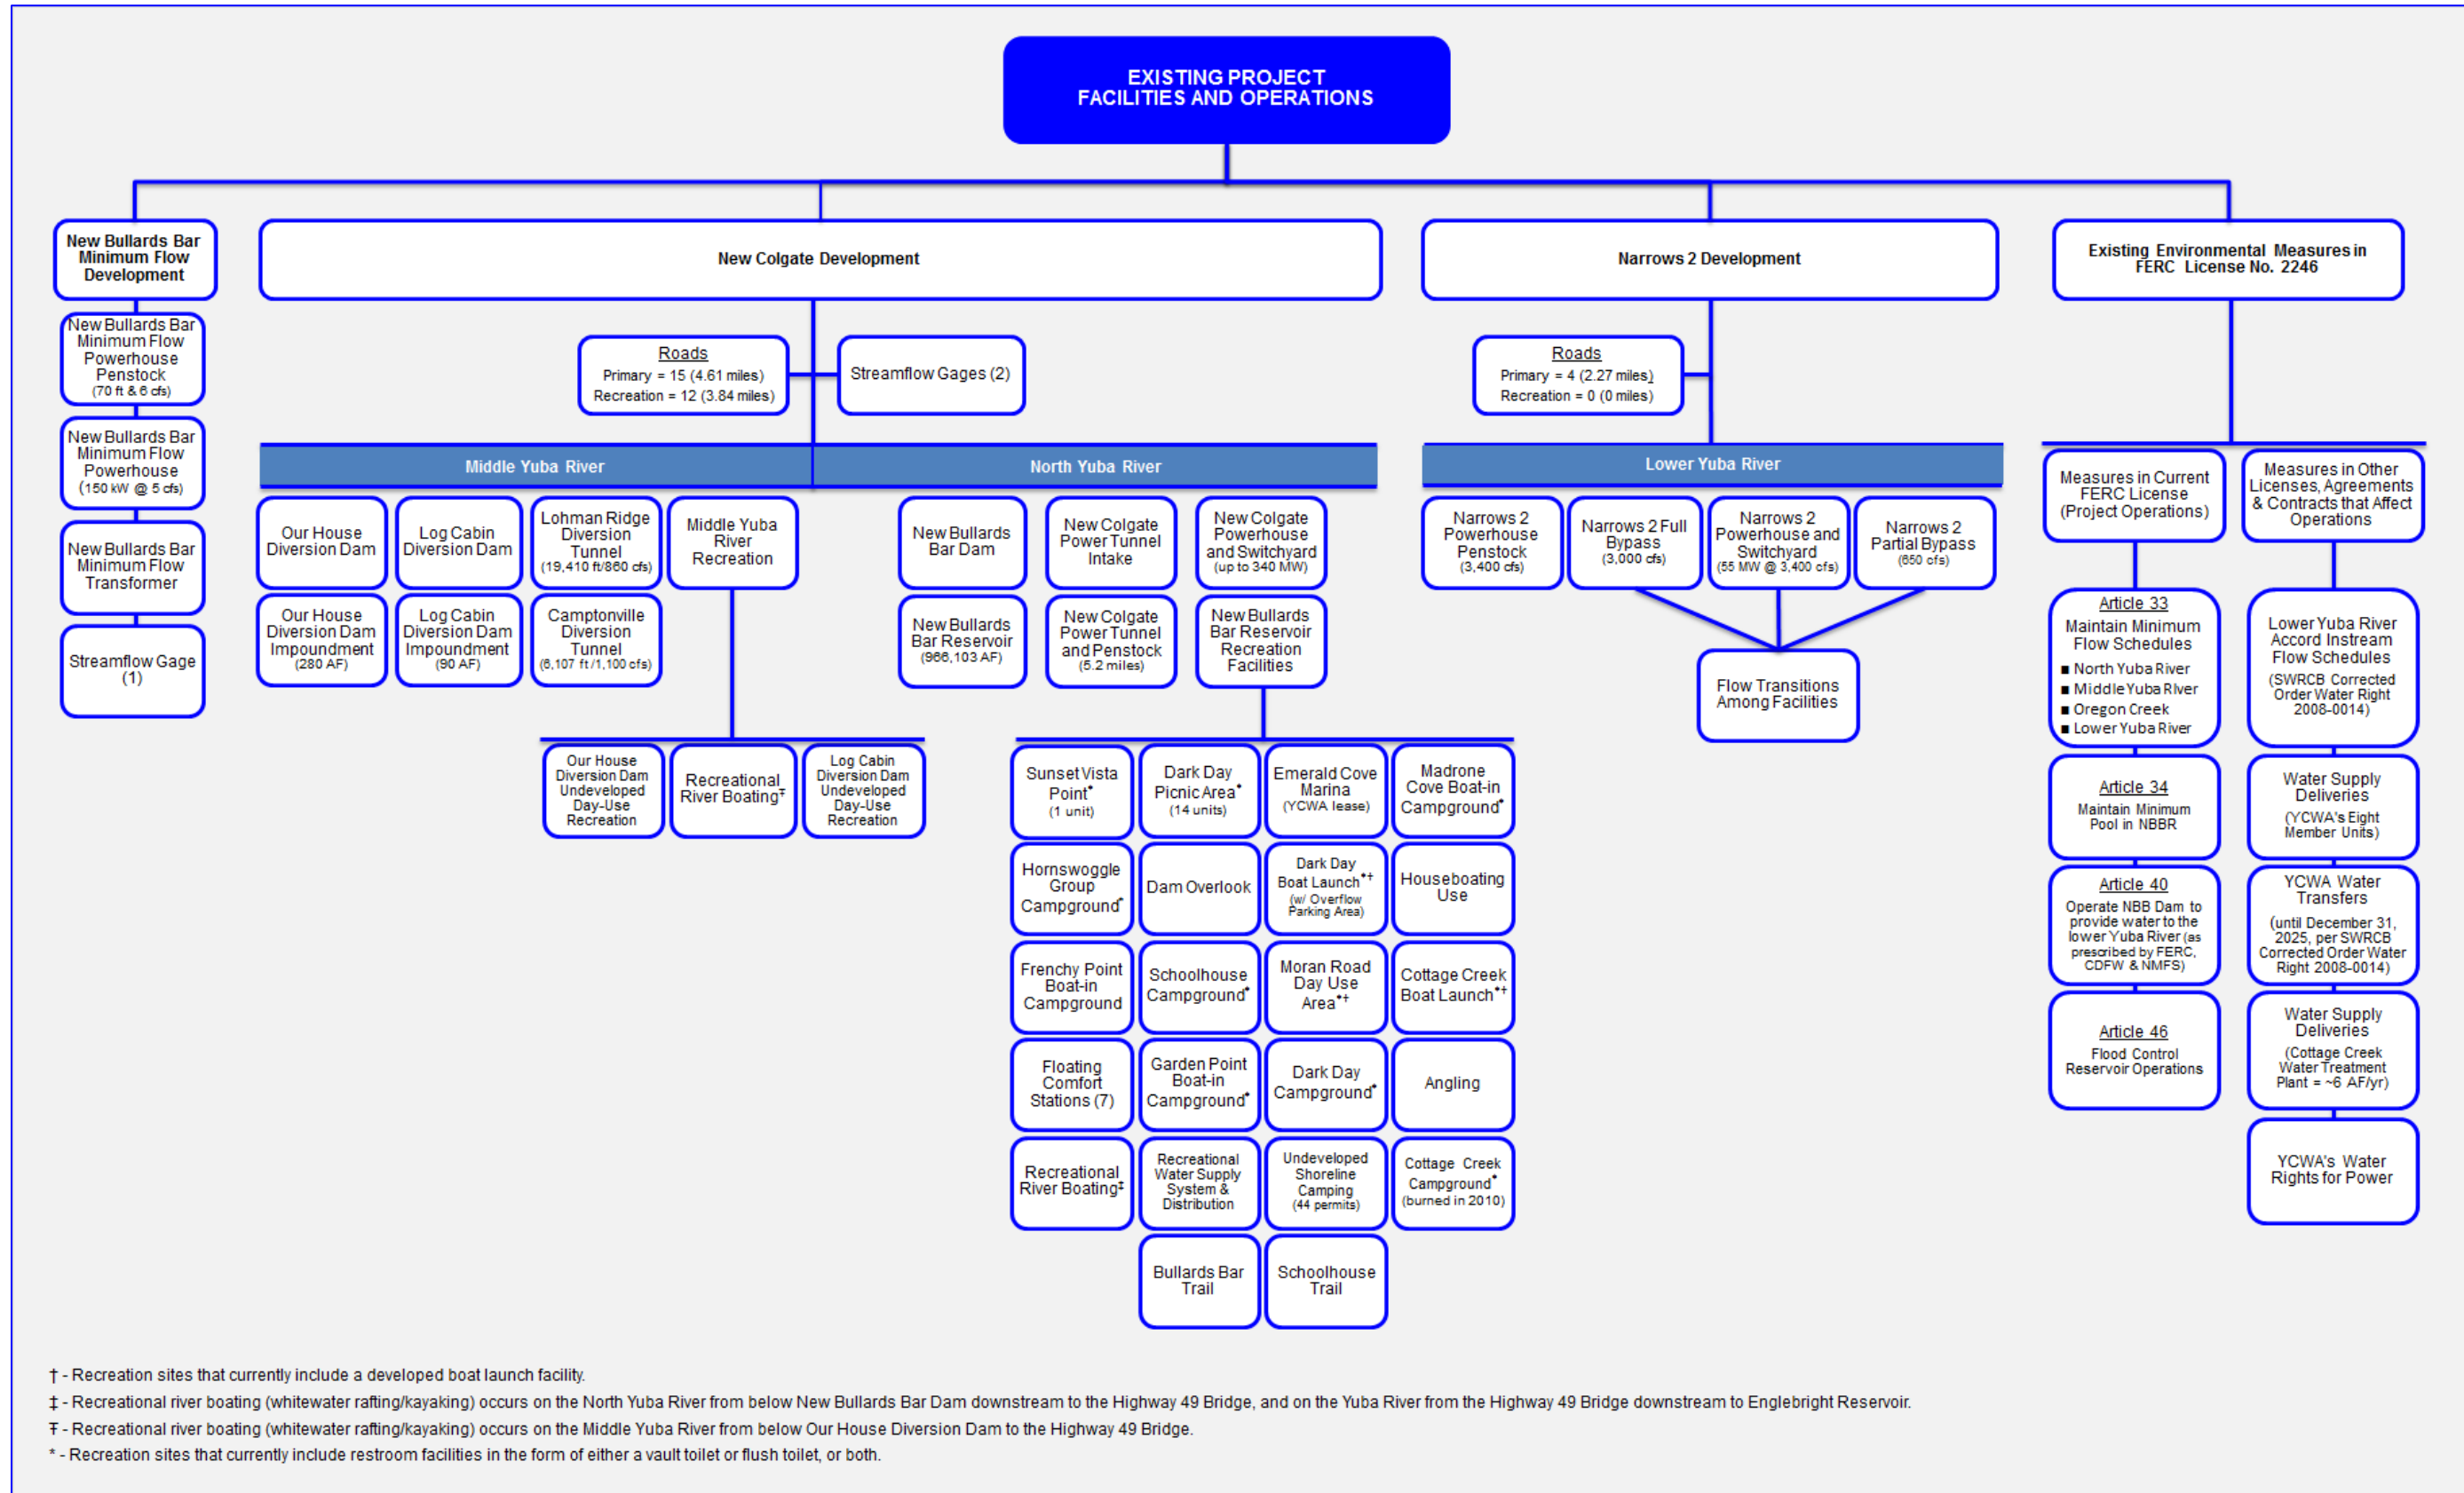 EXISTING PROJECT
FACILITIES AND OPERATIONS
New Bullards Bar
Minimum Flow
Development
New Bullards Bar
Minimum Flow
Powerhouse
Penstock
(70 ft & 6 cfs)
New Bullards Bar
Minimum Flow
Powerhouse
(150 kW @ 5 cfs)
New Bullards Bar
Minimum Flow
Transformer
Streamflow Gage
(1)
New Colgate Development
Roads
Primary = 15 (4.61 miles)
Recreation = 12 (3.84 miles)
Streamflow Gages (2)
Middle Yuba River
North Yuba River
Our House
Diversion Dam
Log Cabin
Diversion Dam
Lohman Ridge
Diversion
Tunnel
(19,410 ft/860 cfs)
Middle Yuba
River
Recreation
Our House
Diversion Dam
Impoundment
(280 AF)
Log Cabin
Diversion Dam
Impoundment
(90 AF)
Camptonville
Diversion
Tunnel
(6,107 ft/1,100 cfs)
Our House
Diversion Dam
Undeveloped
Day-Use
Recreation
Recreational
River Boating Ŧ
Log Cabin
Diversion Dam
Undeveloped
Day-Use
Recreation
New Bullards
Bar Dam
New Colgate
Power Tunnel
Intake
New Colgate
Powerhouse
and Switchyard
(up to 340 MW)
New Bullards
Bar Reservoir
(966,103 AF)
New Colgate
Power Tunnel
and Penstock
(5.2 miles)
New Bullards
Bar Reservoir
Recreation
Facilities
Sunset Vista
Point*
(1 unit)
Dark Day
Picnic Area*
(14 units)
Emerald Cove
Marina
(YCWA lease)
Madrone
Cove Boat-in
Campground*
Hornswoggle
Group
Campground*
Dam Overlook
Dark Day
Boat Launch*†
(w/ Overflow
Parking Area)
Houseboating
Use
Frenchy Point
Boat-in
Campground
Schoolhouse
Campground*
Moran Road
Day Use
Area*†
Cottage Creek
Boat Launch*†
Floating
Comfort
Stations (7)
Garden Point
Boat-in
Campground*
Dark Day
Campground*
Angling
Recreational
River Boating‡
Recreational
Water Supply
System &
Distribution
Undeveloped
Shoreline
Camping
(44 permits)
Cottage Creek
Campground*
(burned in 2010)
Bullards Bar
Trail
Schoolhouse
Trail
Narrows 2 Development
Roads
Primary = 4 (2.27 miles)
Recreation = 0 (0 miles)
Lower Yuba River
Narrows 2
Powerhouse
Penstock
(3,400 cfs)
Narrows 2 Full
Bypass
(3,000 cfs)
Narrows 2
Powerhouse and
Switchyard
(55 MW @ 3,400 cfs)
Narrows 2
Partial Bypass
(650 cfs)
Flow Transitions
Among Facilities
Existing Environmental Measures in
FERC License No. 2246
Measures in Current
FERC License
(Project Operations)
Article 33
Maintain Minimum
Flow Schedules
■ North Yuba River
■ Middle Yuba River
■ Oregon Creek
■ Lower Yuba River
Article 34
Maintain Minimum
Pool in NBBR
Article 40
Operate NBB Dam to
provide water to the
lower Yuba River (as
prescribed by FERC,
CDFW & NMFS)
Article 46
Flood Control
Reservoir Operations
Measures in Other
Licenses, Agreements
& Contracts that Affect
Operations
Lower Yuba River
Accord Instream
Flow Schedules
(SWRCB Corrected
Order Water Right
2008-0014)
Water Supply
Deliveries
(YCWA's Eight
Member Units)
YCWA Water
Transfers
(until December 31,
2025, per SWRCB
Corrected Order Water
Right 2008-0014)
Water Supply
Deliveries
(Cottage Creek
Water Treatment
Plant = ~6 AF/yr)
YCWA's Water
Rights for Power
† - Recreation sites that currently include a developed boat launch facility.
‡ - Recreational river boating (whitewater rafting/kayaking) occurs on the North Yuba River from below New Bullards Bar Dam downstream to the Highway 49 Bridge, and on the Yuba River from the Highway 49 Bridge downstream to Englebright Reservoir.
Ŧ - Recreational river boating (whitewater rafting/kayaking) occurs on the Middle Yuba River from below Our House Diversion Dam to the Highway 49 Bridge.
* - Recreation sites that currently include restroom facilities in the form of either a vault toilet or flush toilet, or both.